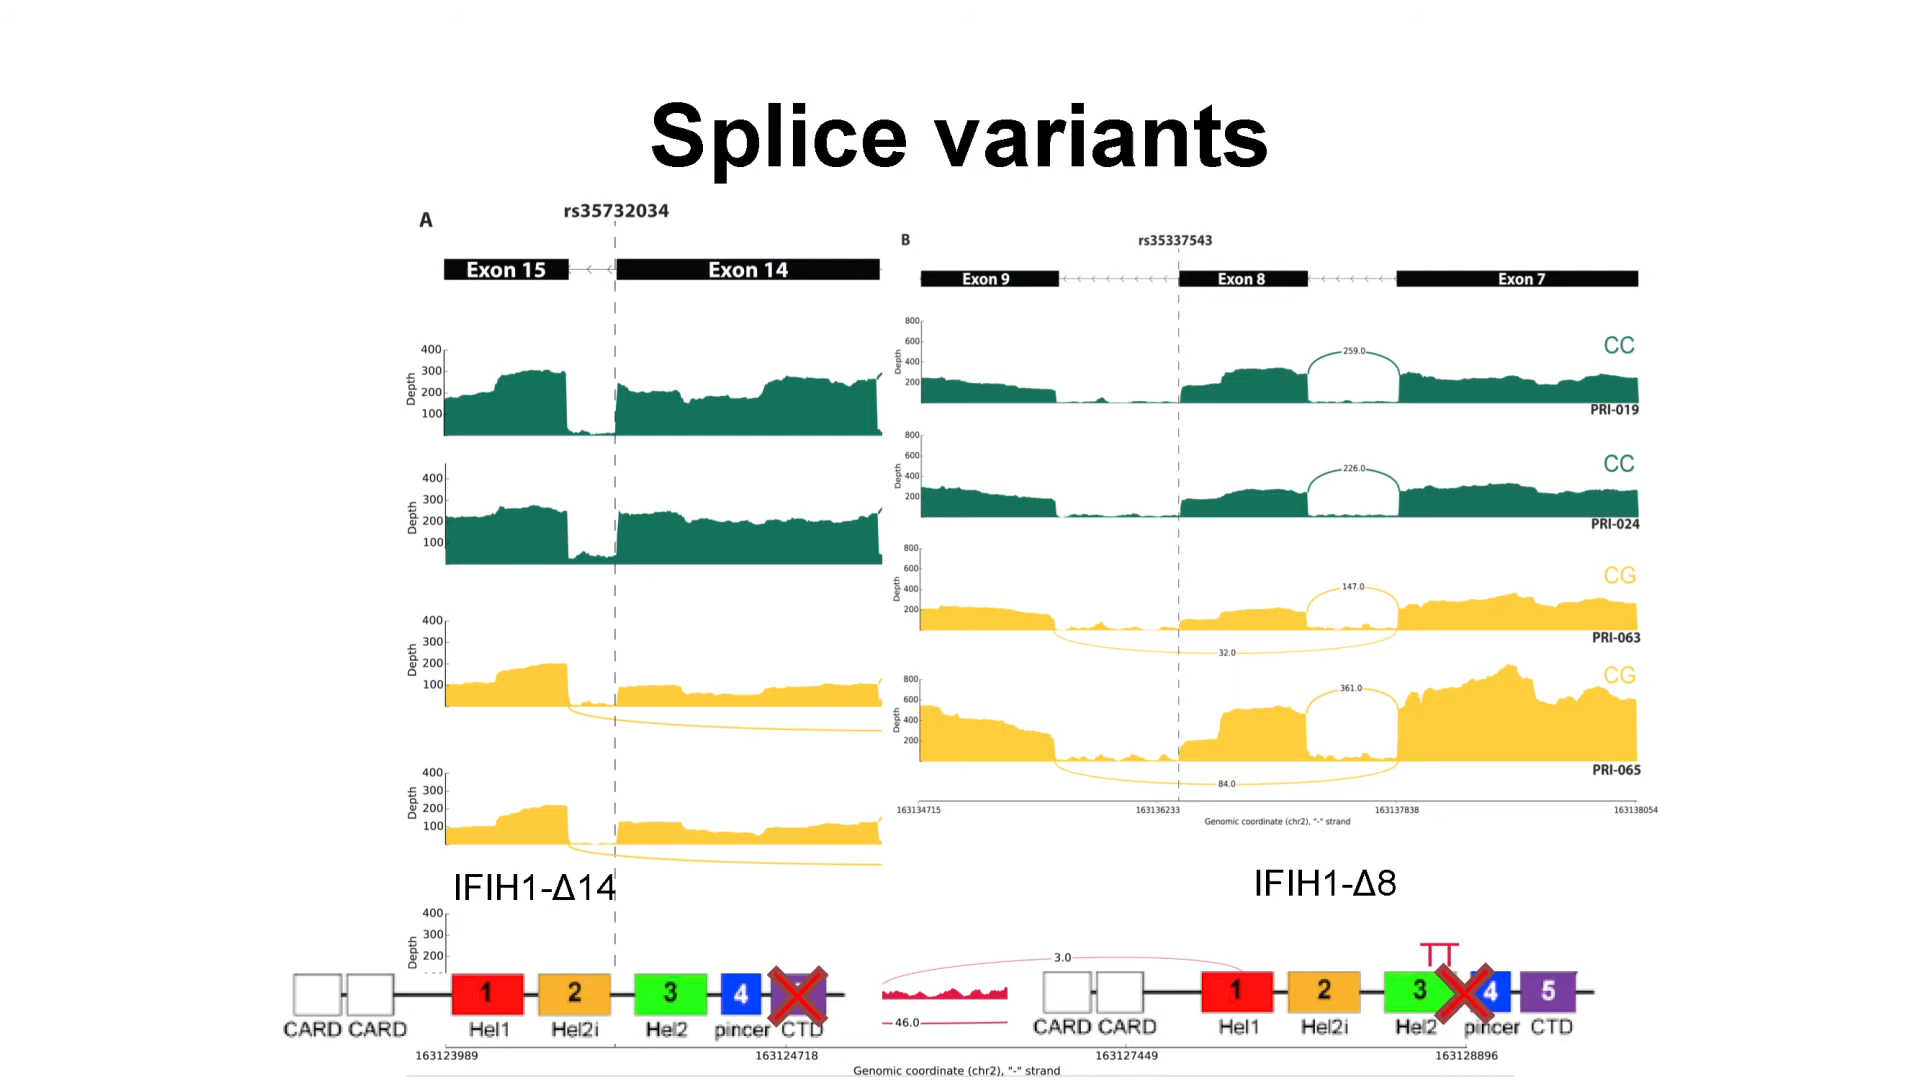 Splice variants
A
rs35732034
Exon 15
Exon 14
400
300
200
100
Depth
400
300
200
100
Depth
400
300
200
100
Depth
400
300
200
100
Depth
IFIH1-Δ14
400
300
200
Depth
B
rs35337543
Exon 9
Exon 8
Exon 7
800
600
400
200
Depth
259.0
CC
PRI-019
800
600
400
200
Depth
226.0
CC
PRI-024
800
600
400
200
Depth
147.0
32.0
CG
PRI-063
800
600
400
200
Depth
361.0
84.0
CG
PRI-065
163134715
163136233
163137838
163138054
Genomic coordinate (chr2), "-" strand
IFIH1-Δ8
1
2
3
4
CARD
CARD
Hel1
Hel2i
Hel2
pincer
CTD
3.0
46.0
TT
1
2
3
4
5
CARD
CARD
Hel1
Hel2i
Hel2
pincer
CTD
163123989
163124718
163127449
163128896
Genomic coordinate (chr2), "-" strand